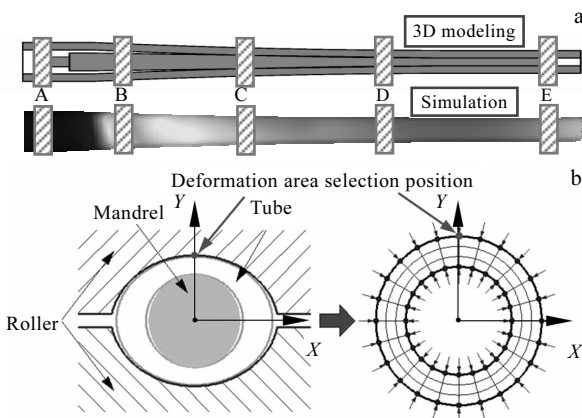 a
3D modeling
A B C D E
Simulation
b
Deformation area selection position
Mandrel Y Tube Y
Roller
X X